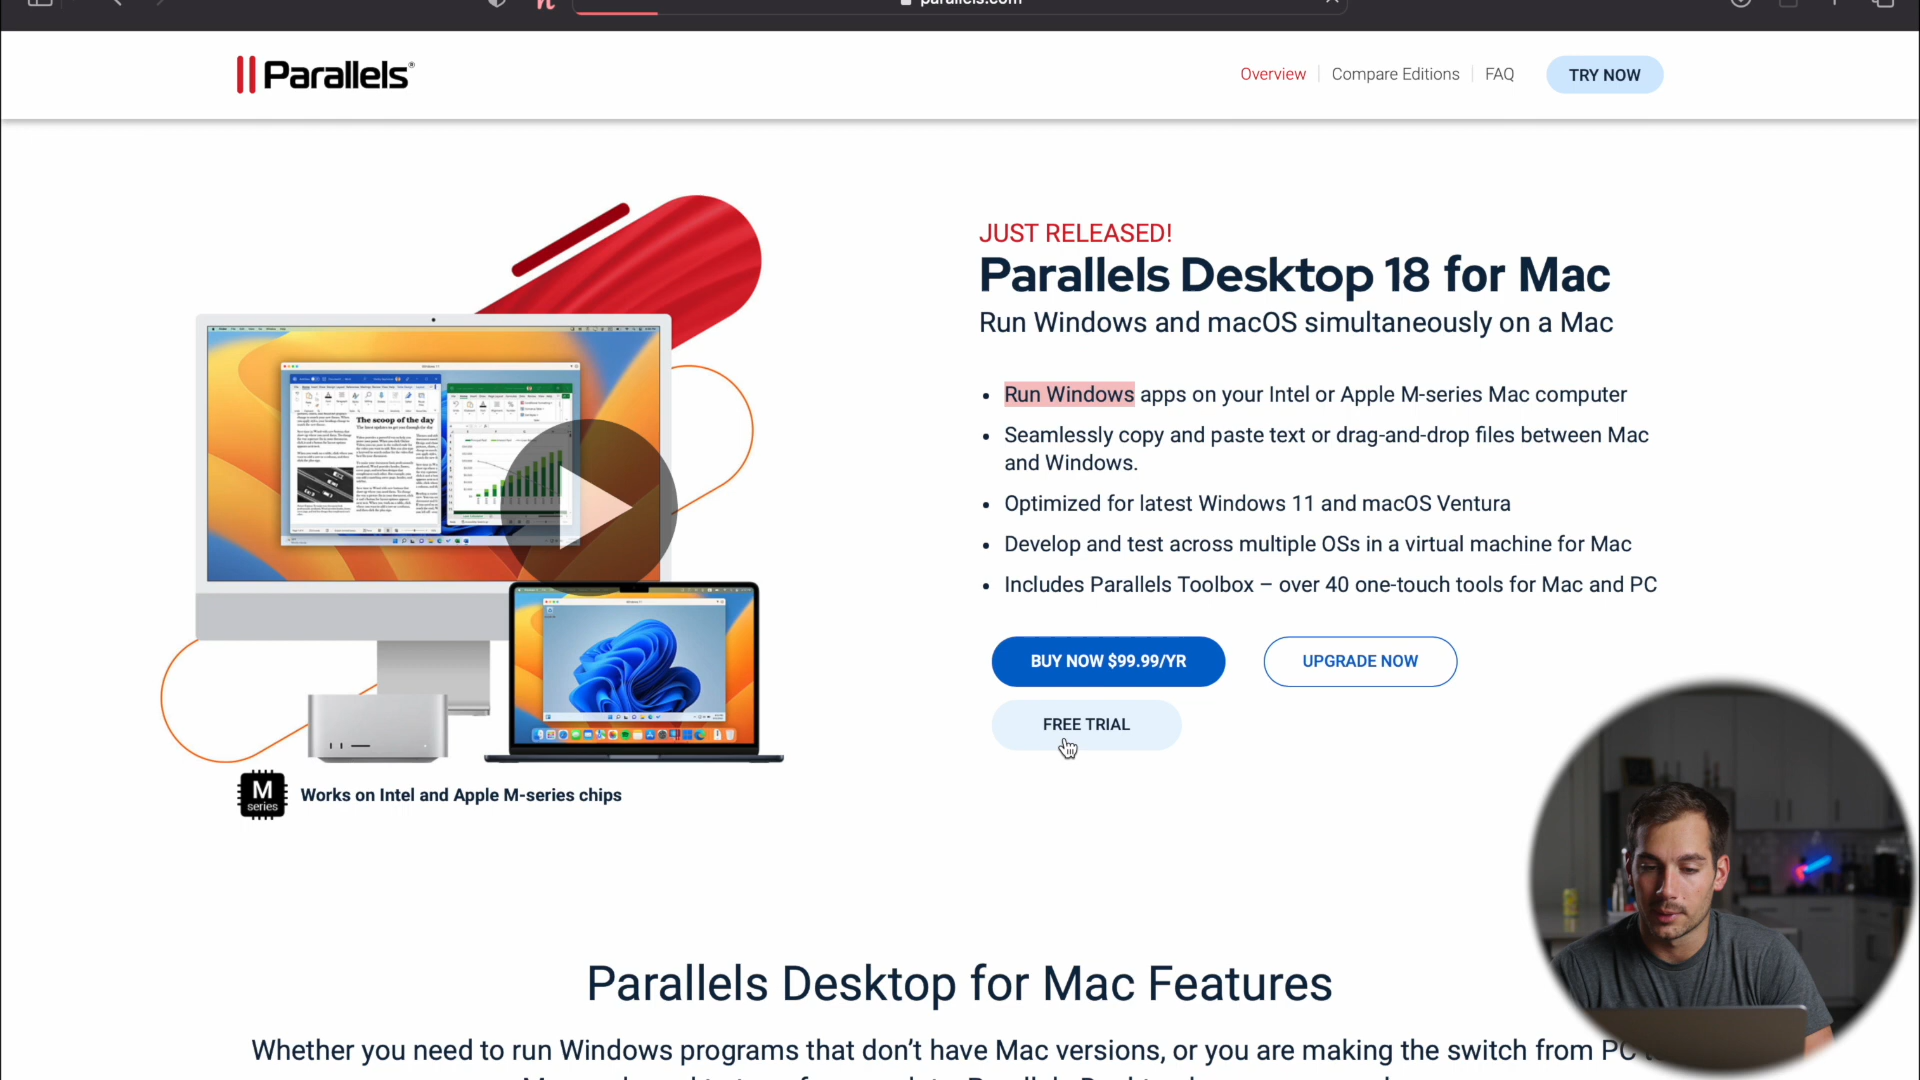 Parallels®
Overview
Compare Editions
FAQ
TRY NOW
JUST RELEASED!
Parallels Desktop 18 for Mac
Run Windows and macOS simultaneously on a Mac
• Run Windows apps on your Intel or Apple M-series Mac computer
• Seamlessly copy and paste text or drag-and-drop files between Mac
and Windows.
• Optimized for latest Windows 11 and macOS Ventura
• Develop and test across multiple OSs in a virtual machine for Mac
• Includes Parallels Toolbox – over 40 one-touch tools for Mac and PC
BUY NOW $99.99/YR
UPGRADE NOW
FREE TRIAL
The scoop of the day
M
series
Works on Intel and Apple M-series chips
Parallels Desktop for Mac Features
Whether you need to run Windows programs that don't have Mac versions, or you are making the switch from PC